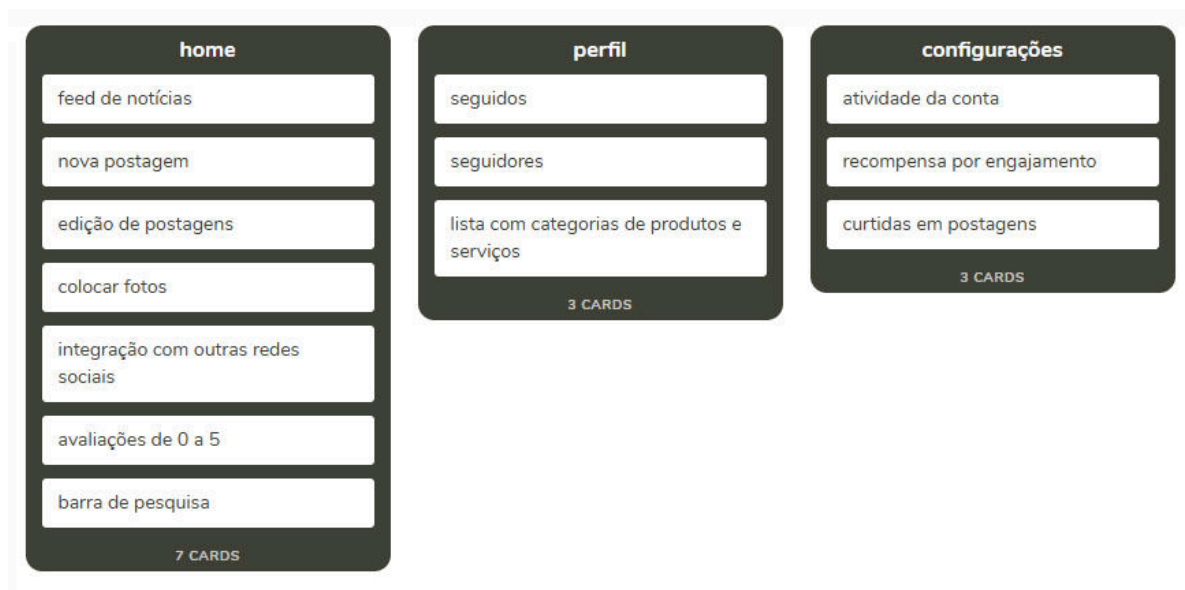 home
feed de notícias
nova postagem
edição de postagens
colocar fotos
integração com outras redes
sociais
avaliações de 0 a 5
barra de pesquisa
7 CARDS
perfil
seguidos
seguidores
lista com categorias de produtos e
serviços
3 CARDS
configurações
atividade da conta
recompensa por engajamento
curtidas em postagens
3 CARDS